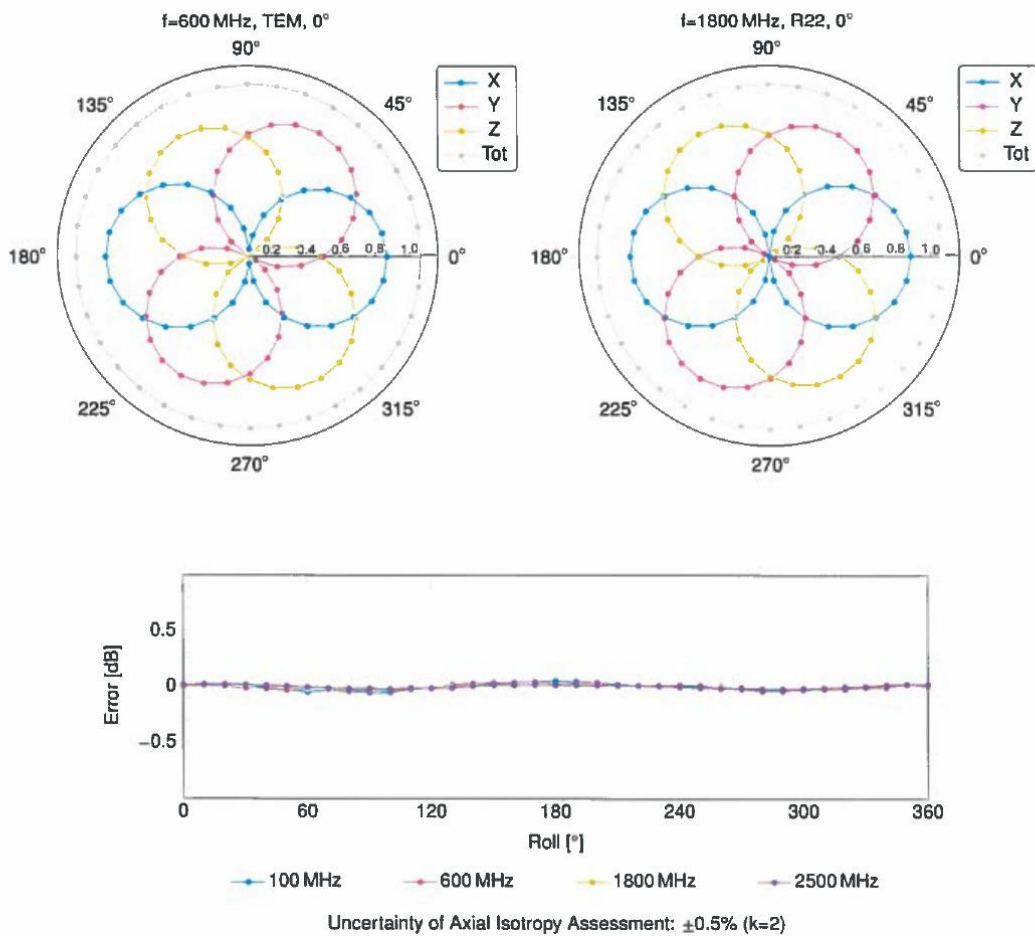 f=600 MHz, TEM, 0°
90°
135°
45°
180°
0°
225°
315°
270°
0.2 0.4 0.6 0.8 1.0
X
Y
Z
Tot
f=1800 MHz, R22, 0°
90°
135°
45°
180°
0°
225°
315°
270°
0.2 0.4 0.6 0.8 1.0
X
Y
Z
Tot
Error [dB]
0.5
0
−0.5
0 60 120 180 240 300 360
Roll [°]
100 MHz 600 MHz 1800 MHz 2500 MHz
Uncertainty of Axial Isotropy Assessment: ±0.5% (k=2)